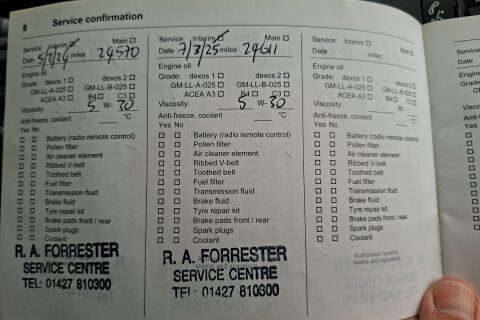 8 Service confirmation
Service: Interim Main
Date 5/2/24 miles 29570
Engine oil
Grade: dexos 1 dexos 2
GM-LL-A-025 GM-LL-B-025
ACEA A3 B4 C3
Viscosity: 5 W- 30
Anti-freeze, coolant °C
Yes No
Battery (radio remote control)
Pollen filter
Air cleaner element
Ribbed V-belt
Toothed belt
Fuel filter
Transmission fluid
Brake fluid
Tyre repair kit
Brake pads front / rear
Spark plugs
Coolant
R. A. FORRESTER
SERVICE CENTRE
TEL: 01427 810300
Service: Interim Main
Date 7/3/25 miles 29611
Engine oil
Grade: dexos 1 dexos 2
GM-LL-A-025 GM-LL-B-025
ACEA A3 B4 C3
Viscosity: 5 W- 30
Anti-freeze, coolant °C
Yes No
Battery (radio remote control)
Pollen filter
Air cleaner element
Ribbed V-belt
Toothed belt
Fuel filter
Transmission fluid
Brake fluid
Tyre repair kit
Brake pads front / rear
Spark plugs
Coolant
R. A. FORRESTER
SERVICE CENTRE
TEL: 01427 810300
Service: Interim Main
Date miles
Engine oil
Grade: dexos 1 dexos 2
GM-LL-A-025 GM-LL-B-025
ACEA A3 B4 C3
Viscosity: W-
Anti-freeze, coolant °C
Yes No
Battery (radio remote control)
Pollen filter
Air cleaner element
Ribbed V-belt
Toothed belt
Fuel filter
Transmission fluid
Brake fluid
Tyre repair kit
Brake pads front / rear
Spark plugs
Coolant
Authorised repairer
stamp and signature